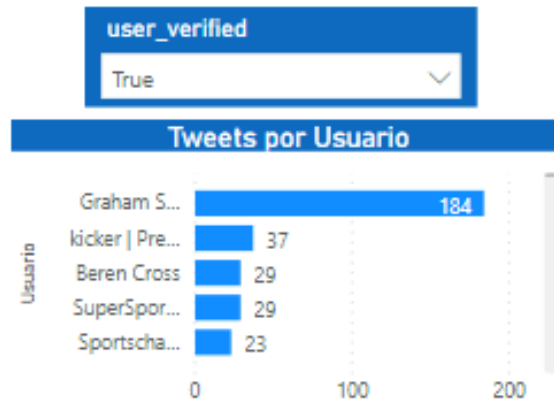 user_verified
True
Tweets por Usuario
Usuario
Graham S... 184
kicker | Pre... 37
Beren Cross 29
SuperSpor... 29
Sportscha... 23
0 100 200